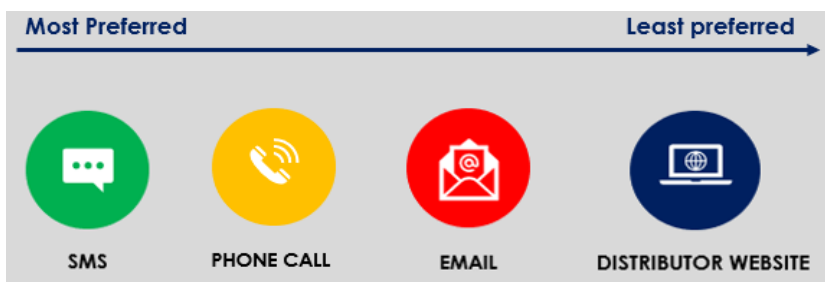 Most Preferred
Least preferred
@
SMS
PHONE CALL
EMAIL
DISTRIBUTOR WEBSITE